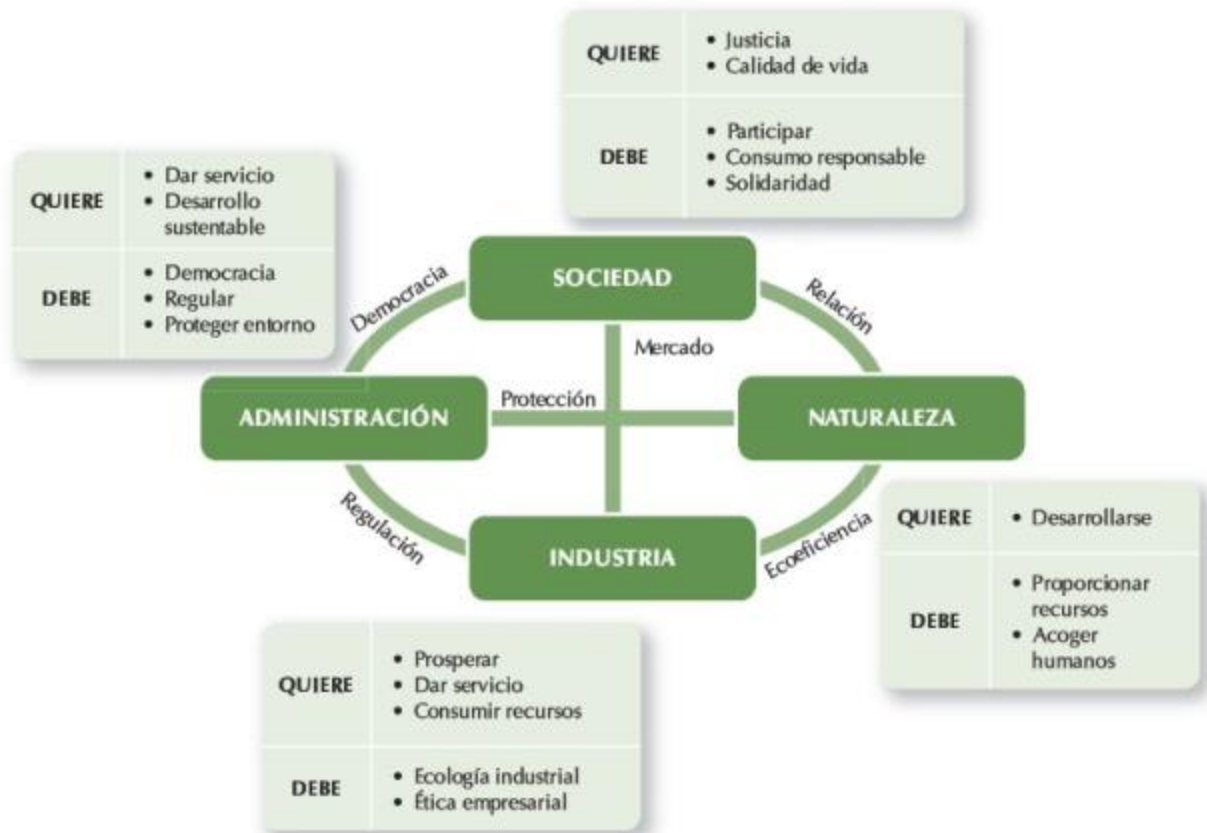 QUIERE
• Justicia
• Calidad de vida
DEBE
• Participar
• Consumo responsable
• Solidaridad
QUIERE
• Dar servicio
• Desarrollo
sustentable
DEBE
• Democracia
• Regular
• Proteger entorno
SOCIEDAD
Democracia
Relación
Mercado
Protección
ADMINISTRACIÓN
NATURALEZA
Regulación
Ecoeficiencia
INDUSTRIA
QUIERE
• Desarrollarse
DEBE
• Proporcionar
recursos
• Acoger
humanos
QUIERE
• Prosperar
• Dar servicio
• Consumir recursos
DEBE
• Ecología industrial
• Ética empresarial